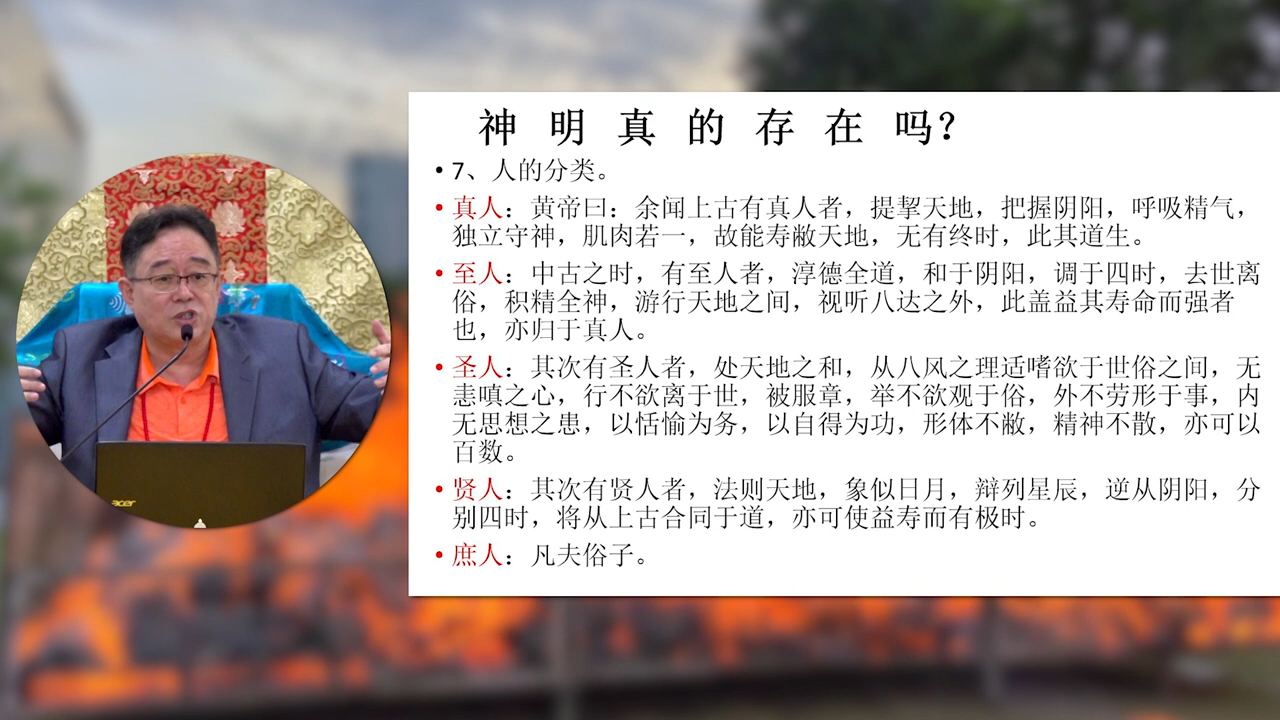 神明真的存在吗?
• 7、人的分类。
• 真人：黄帝曰：余闻上古有真人者，提挈天地，把握阴阳，呼吸精气，
独立守神，肌肉若一，故能寿敝天地，无有终时，此其道生。
• 至人：中古之时，有至人者，淳德全道，和于阴阳，调于四时，去世离
俗，积精全神，游行天地之间，视听八达之外，此盖益其寿命而强者
也，亦归于真人。
• 圣人：其次有圣人者，处天地之和，从八风之理适嗜欲于世俗之间，无
恚嗔之心，行不欲离于世，被服章，举不欲观于俗，外不劳形于事，内
无思想之患，以恬愉为务，以自得为功，形体不敝，精神不散，亦可以
百数。
• 贤人：其次有贤人者，法则天地，象似日月，辩列星辰，逆从阴阳，分
别四时，将从上古合同于道，亦可使益寿而有极时。
• 庶人：凡夫俗子。
acer